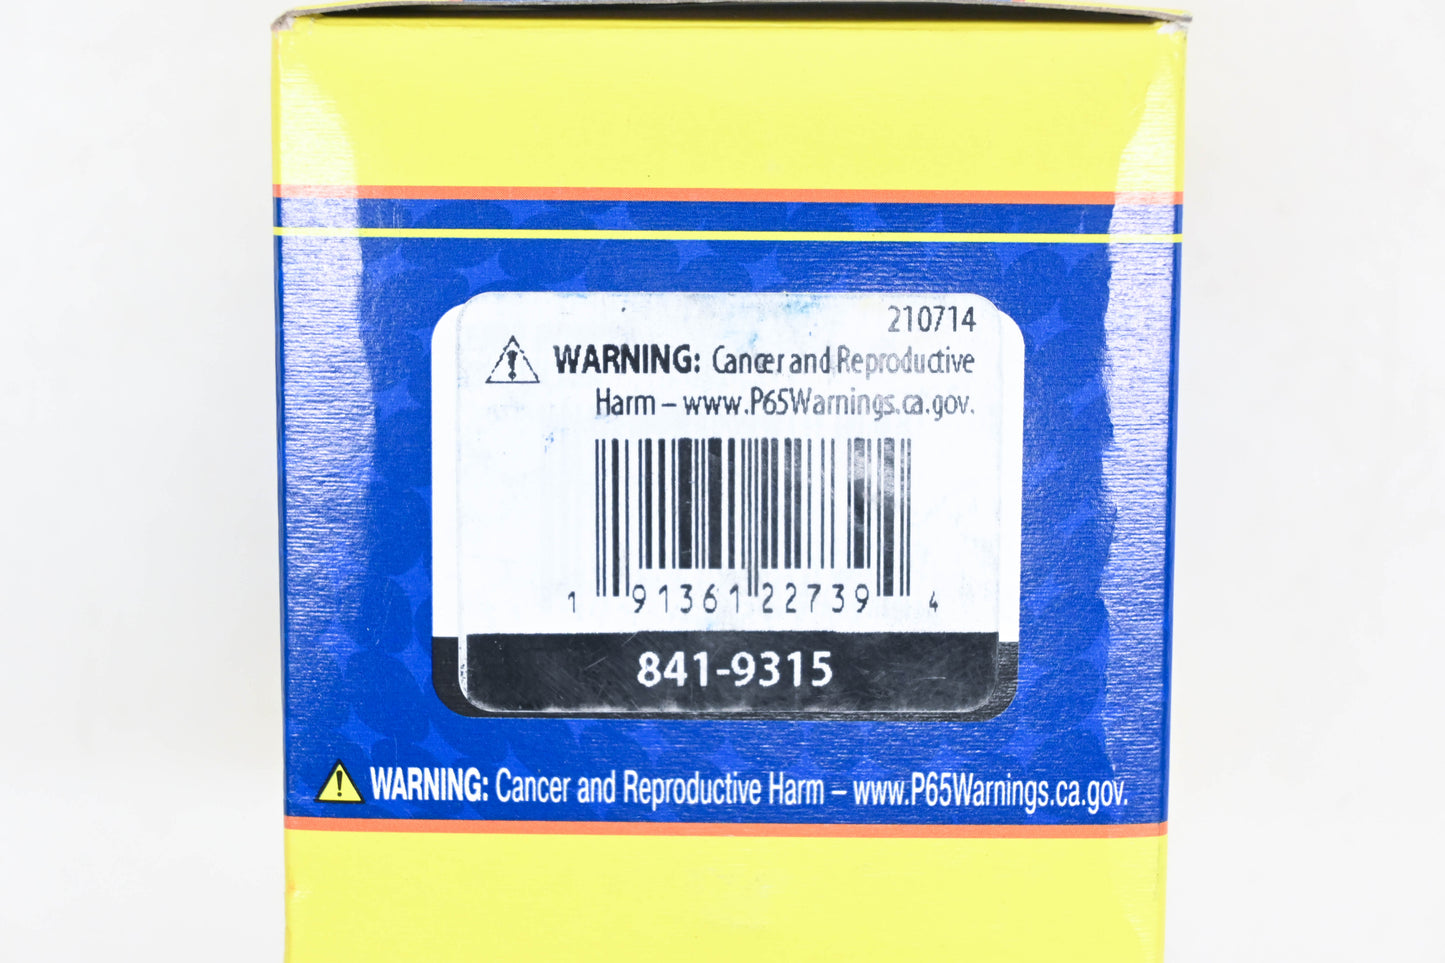 210714
WARNING: Cancer and Reproductive
Harm – www.P65Warnings.ca.gov.
1 91361 22739 4
841-9315
WARNING: Cancer and Reproductive Harm – www.P65Warnings.ca.gov.